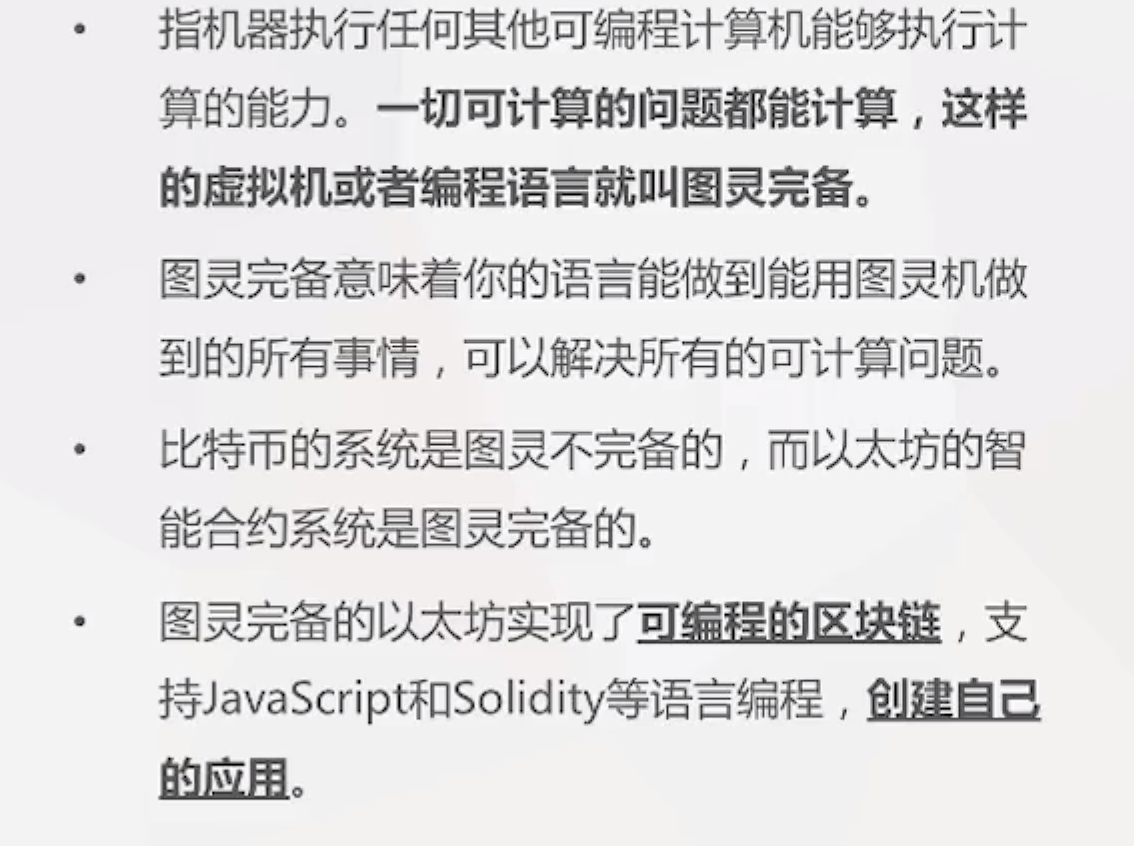 • 指机器执行任何其他可编程计算机能够执行计
算的能力。一切可计算的问题都能计算，这样
的虚拟机或者编程语言就叫图灵完备。
• 图灵完备意味着你的语言能做到能用图灵机做
到的所有事情，可以解决所有的可计算问题。
• 比特币的系统是图灵不完备的，而以太坊的智
能合约系统是图灵完备的。
• 图灵完备的以太坊实现了可编程的区块链，支
持JavaScript和Solidity等语言编程，创建自己
的应用。